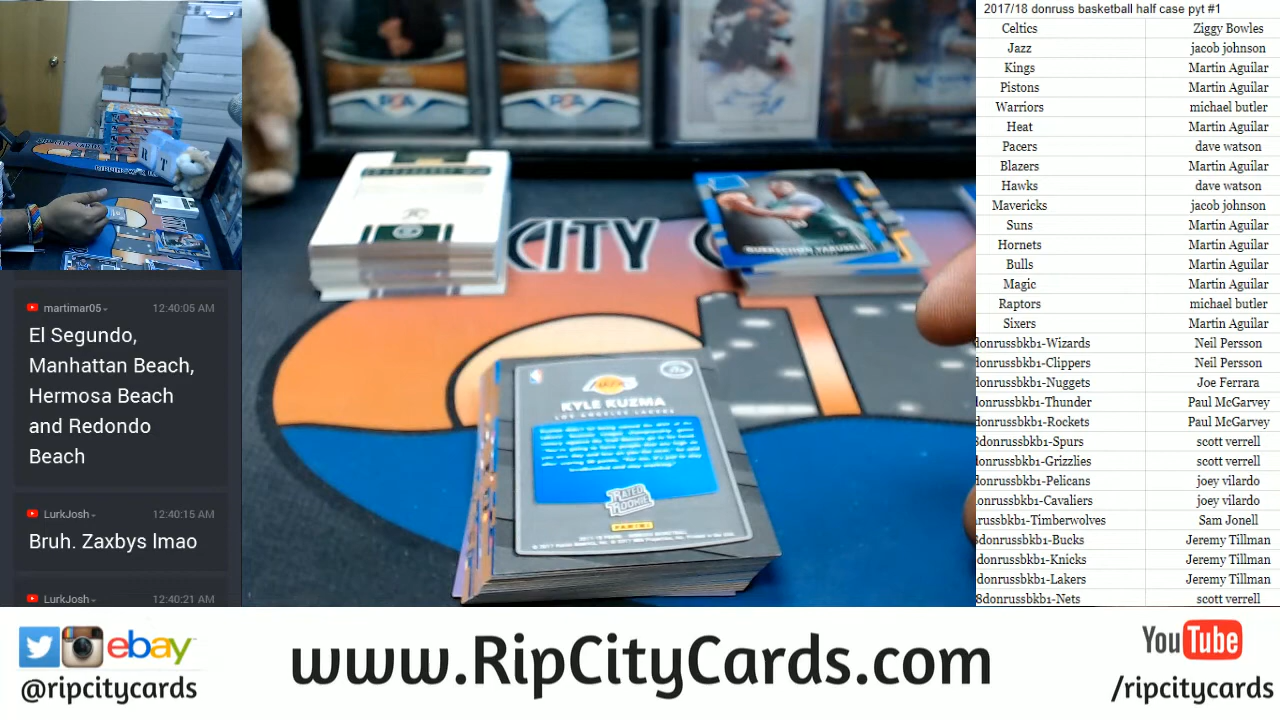 2017/18 donruss basketball half case pyt #1
Celtics Ziggy Bowles
Jazz jacob johnson
Kings Martin Aguilar
Pistons Martin Aguilar
Warriors michael butler
Heat Martin Aguilar
Pacers dave watson
Blazers Martin Aguilar
Hawks dave watson
Mavericks jacob johnson
Suns Martin Aguilar
Hornets Martin Aguilar
Bulls Martin Aguilar
Magic Martin Aguilar
Raptors michael butler
Sixers Martin Aguilar
donrussbkb1-Wizards Neil Persson
donrussbkb1-Clippers Neil Persson
donrussbkb1-Nuggets Joe Ferrara
donrussbkb1-Thunder Paul McGarvey
donrussbkb1-Rockets Paul McGarvey
8donrussbkb1-Spurs scott verrell
donrussbkb1-Grizzlies scott verrell
donrussbkb1-Pelicans joey vilardo
donrussbkb1-Cavaliers joey vilardo
russbkb1-Timberwolves Sam Jonell
8donrussbkb1-Bucks Jeremy Tillman
donrussbkb1-Knicks Jeremy Tillman
donrussbkb1-Lakers Jeremy Tillman
8donrussbkb1-Nets scott verrell
martimar05 12:40:05 AM
El Segundo,
Manhattan Beach,
Hermosa Beach
and Redondo
Beach
LurkJosh 12:40:15 AM
Bruh. Zaxbys lmao
LurkJosh 12:40:21 AM
PSA
PSA
CITY
LAKERS
KYLE KUZMA
LOS ANGELES LAKERS
RATED
ROOKIE
PANINI
ebay
@ripcitycards
www.RipCityCards.com
YouTube
/ripcitycards